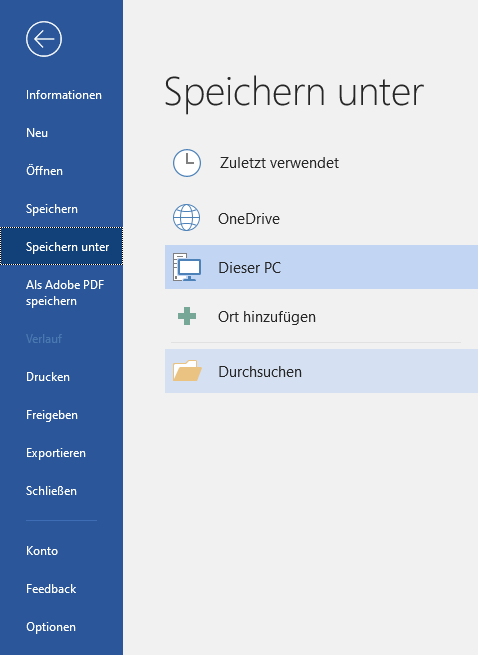 Informationen
Neu
Öffnen
Speichern
Speichern unter
Als Adobe PDF
speichern
Verlauf
Drucken
Freigeben
Exportieren
Schließen
Konto
Feedback
Optionen
Speichern unter
Zuletzt verwendet
OneDrive
Dieser PC
Ort hinzufügen
Durchsuchen